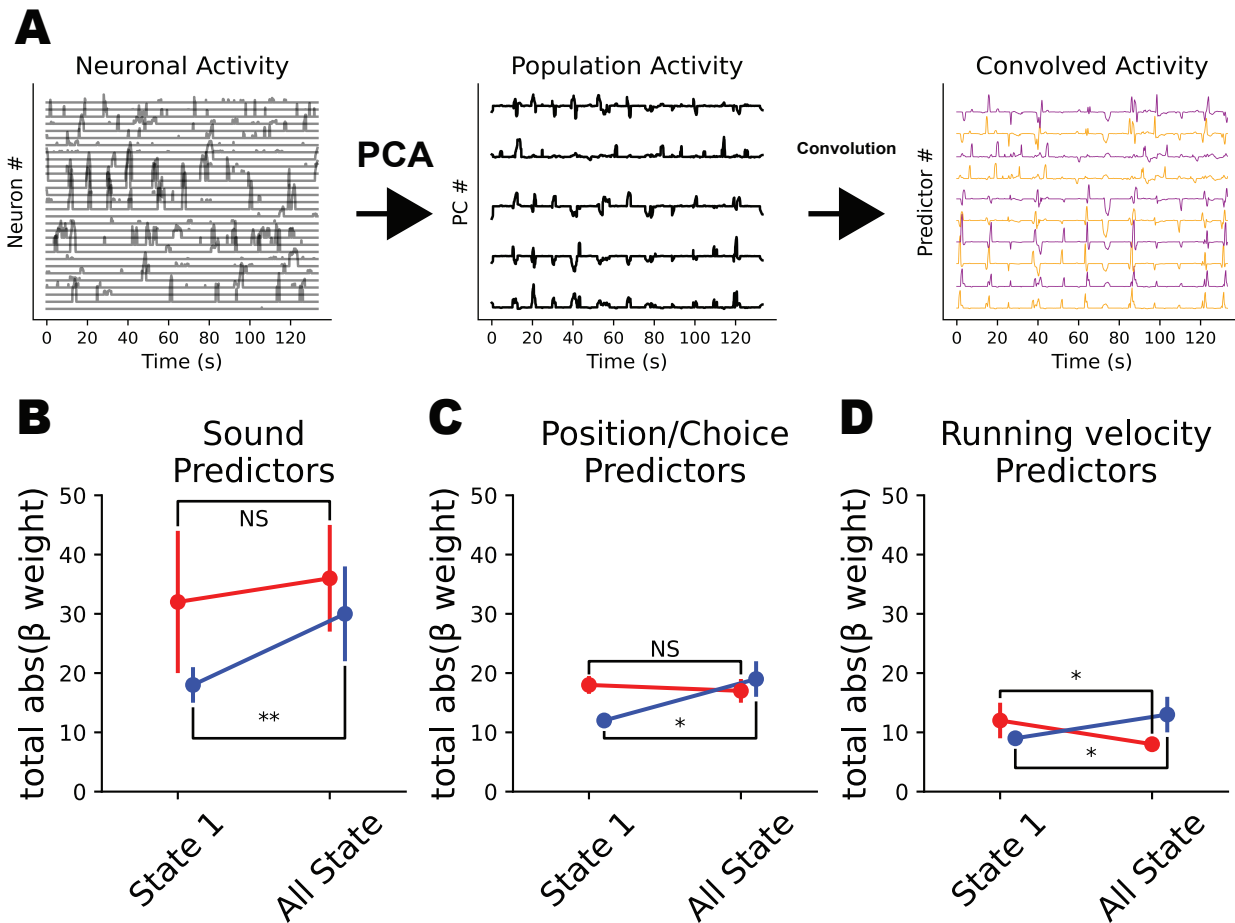 A
Neuronal Activity
Neuron #
0 20 40 60 80 100 120
Time (s)
PCA
Population Activity
PC #
0 20 40 60 80 100 120
Time (s)
Convolution
Convolved Activity
Predictor #
0 20 40 60 80 100 120
Time (s)
B
Sound
Predictors
total abs(β weight)
50
40
30
20
10
0
NS
**
State 1
All State
C
Position/Choice
Predictors
total abs(β weight)
50
40
30
20
10
0
NS
*
State 1
All State
D
Running velocity
Predictors
total abs(β weight)
50
40
30
20
10
0
*
*
State 1
All State